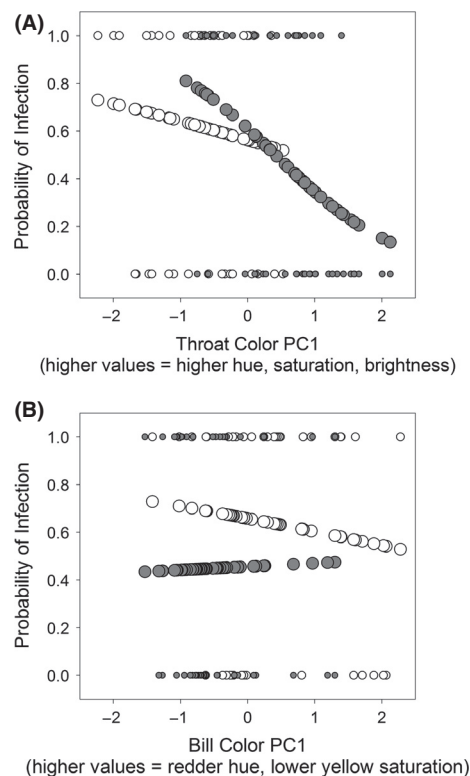 (A)
1.0
0.8
0.6
0.4
0.2
0.0
Probability of Infection
–2 –1 0 1 2
Throat Color PC1
(higher values = higher hue, saturation, brightness)
(B)
1.0
0.8
0.6
0.4
0.2
0.0
Probability of Infection
–2 –1 0 1 2
Bill Color PC1
(higher values = redder hue, lower yellow saturation)